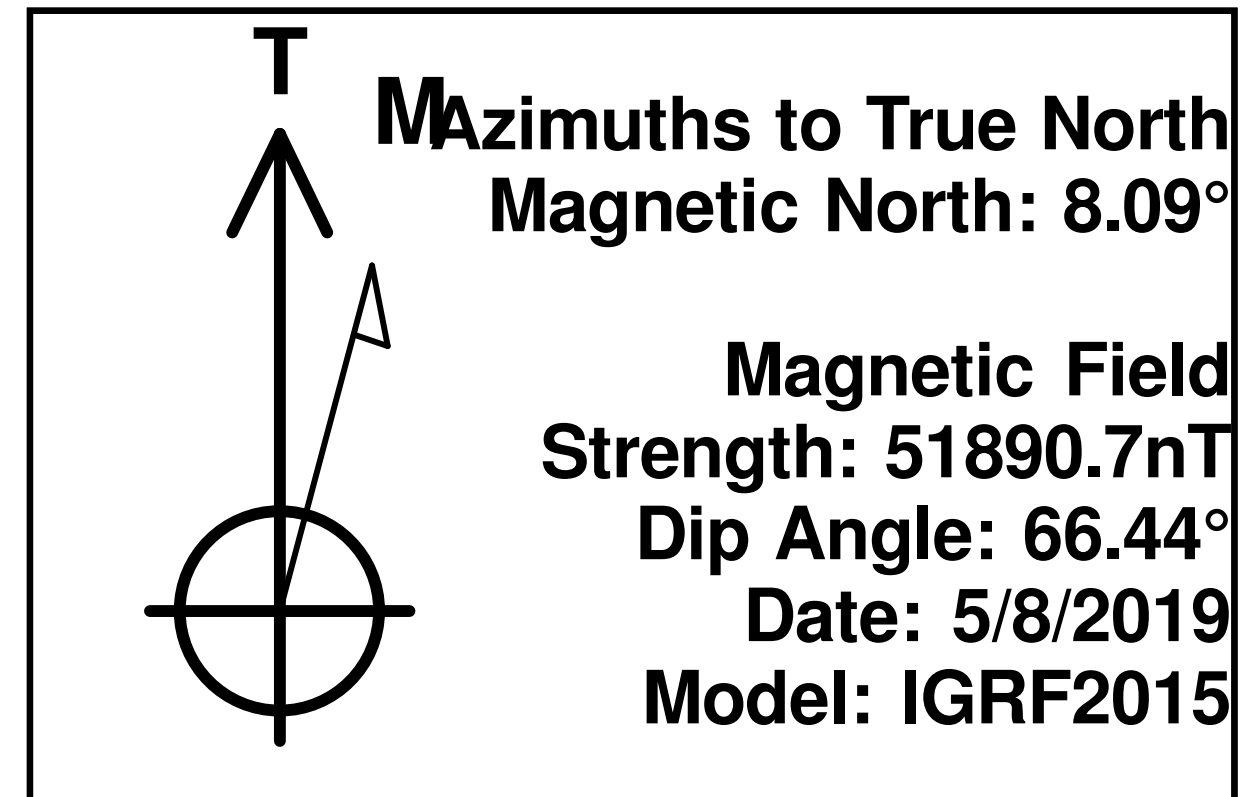 T
M
Azimuths to True North
Magnetic North: 8.09°
Magnetic Field
Strength: 51890.7nT
Dip Angle: 66.44°
Date: 5/8/2019
Model: IGRF2015